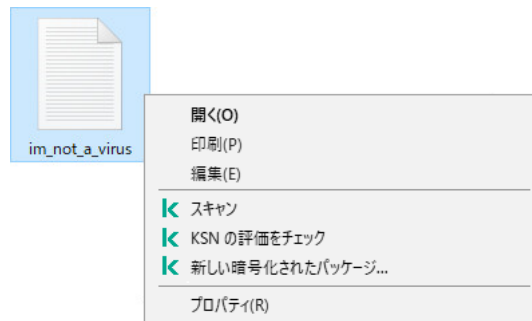 im_not_a_virus
開く(O)
印刷(P)
編集(E)
スキャン
KSN の評価をチェック
新しい暗号化されたパッケージ...
プロパティ(R)